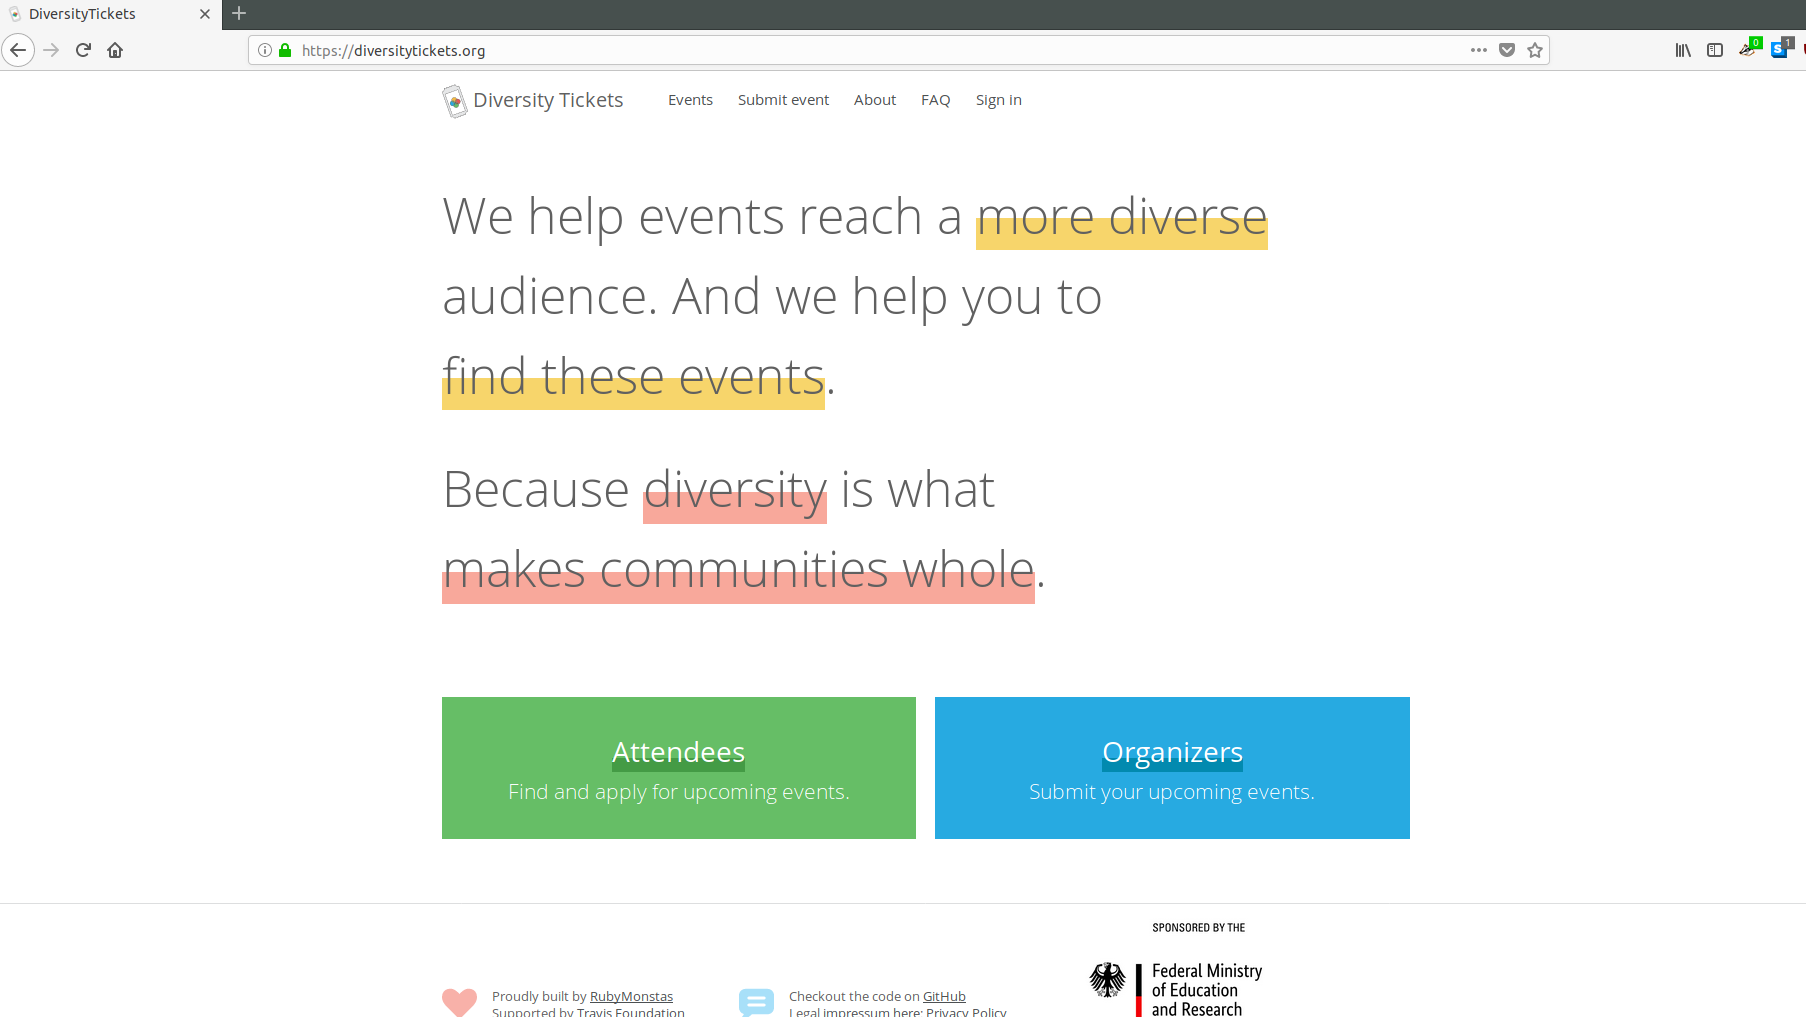 DiversityTickets
https://diversitytickets.org
0
1
Diversity Tickets
Events
Submit event
About
FAQ
Sign in
We help events reach a more diverse
audience. And we help you to
find these events.
Because diversity is what
makes communities whole.
Attendees
Find and apply for upcoming events.
Organizers
Submit your upcoming events.
Proudly built by RubyMonstas
Supported by Travis Foundation
Checkout the code on GitHub
Legal impressum here: Privacy Policy
SPONSORED BY THE
Federal Ministry
of Education
and Research